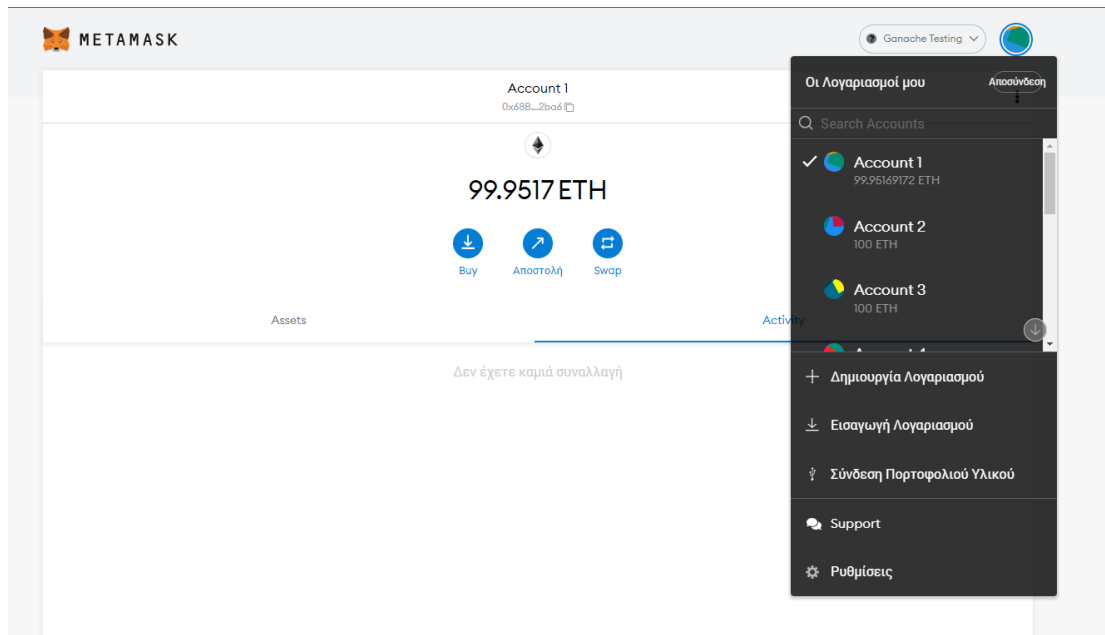 METAMASK
Ganache Testing
Account 1
0x68B...2ba6
99.9517 ETH
Buy
Αποστολή
Swap
Assets
Activity
Δεν έχετε καμιά συναλλαγή
Οι Λογαριασμοί μου
Αποσύνδεση
Search Accounts
Account 1
99.95169172 ETH
Account 2
100 ETH
Account 3
100 ETH
Δημιουργία Λογαριασμού
Εισαγωγή Λογαριασμού
Σύνδεση Πορτοφολιού Υλικού
Support
Ρυθμίσεις